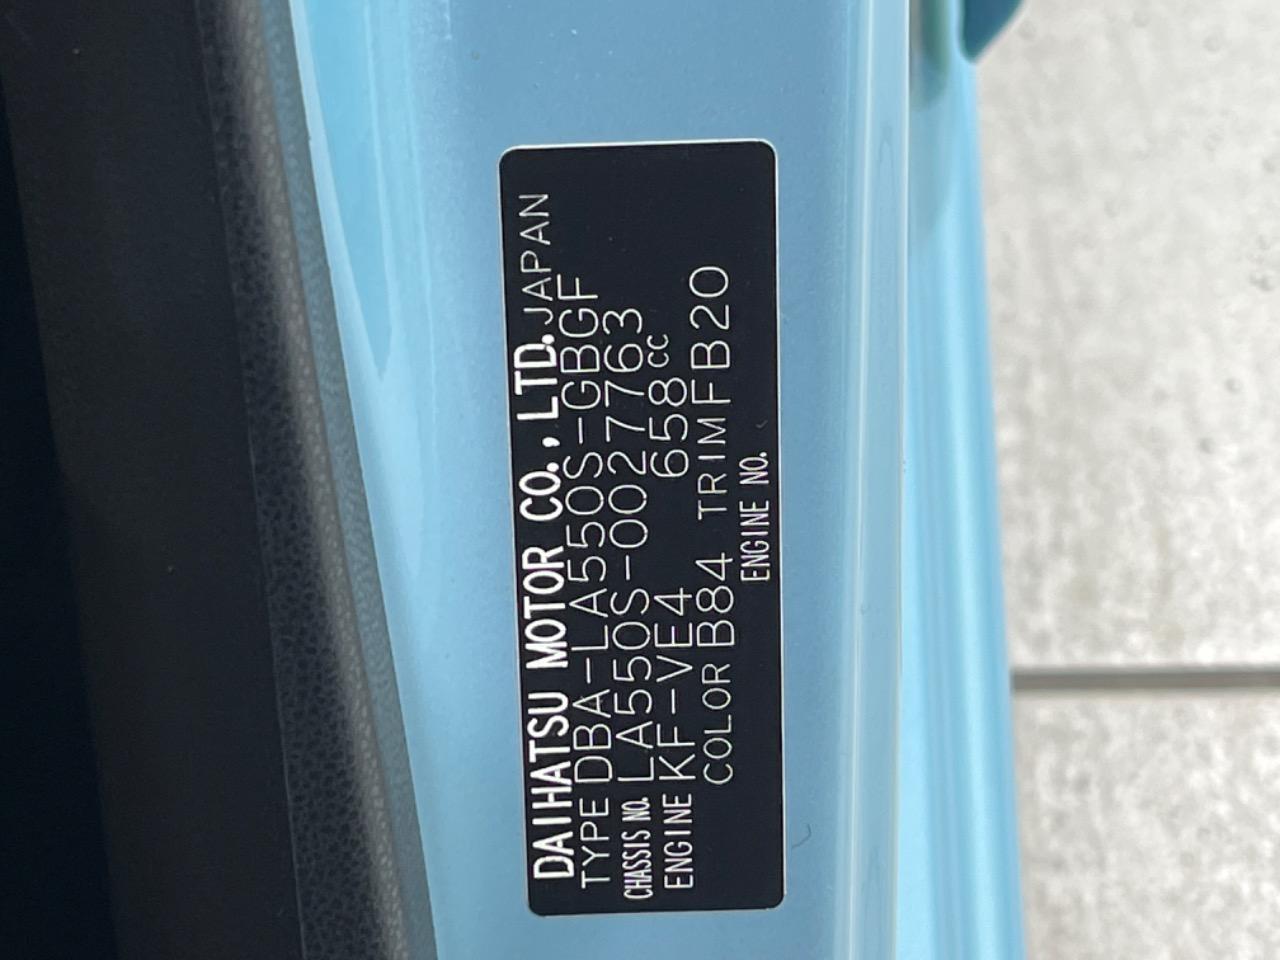 DAIHATSU MOTOR CO., LTD. JAPAN
TYPE DBA-LA550S-GBGF
CHASSIS NO. LA550S-0027763
ENGINE KF-VE4 658cc
COLOR B84 TRIM FB20
ENGINE NO.